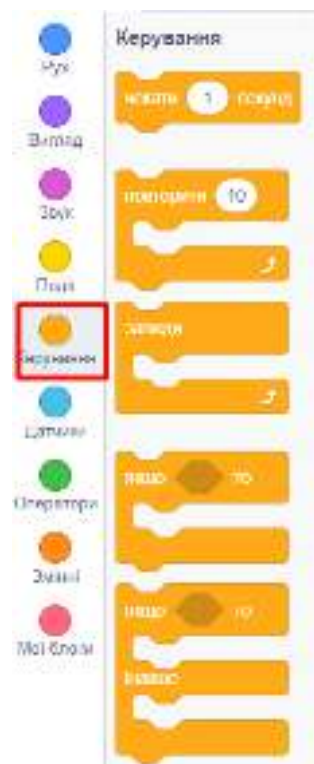 Рух
Вигляд
Звук
Події
Керування
Датчики
Оператори
Змінні
Мої блоки
Керування
чекати 1 секунд
повторити 10
завжди
якщо то
якщо то
інакше